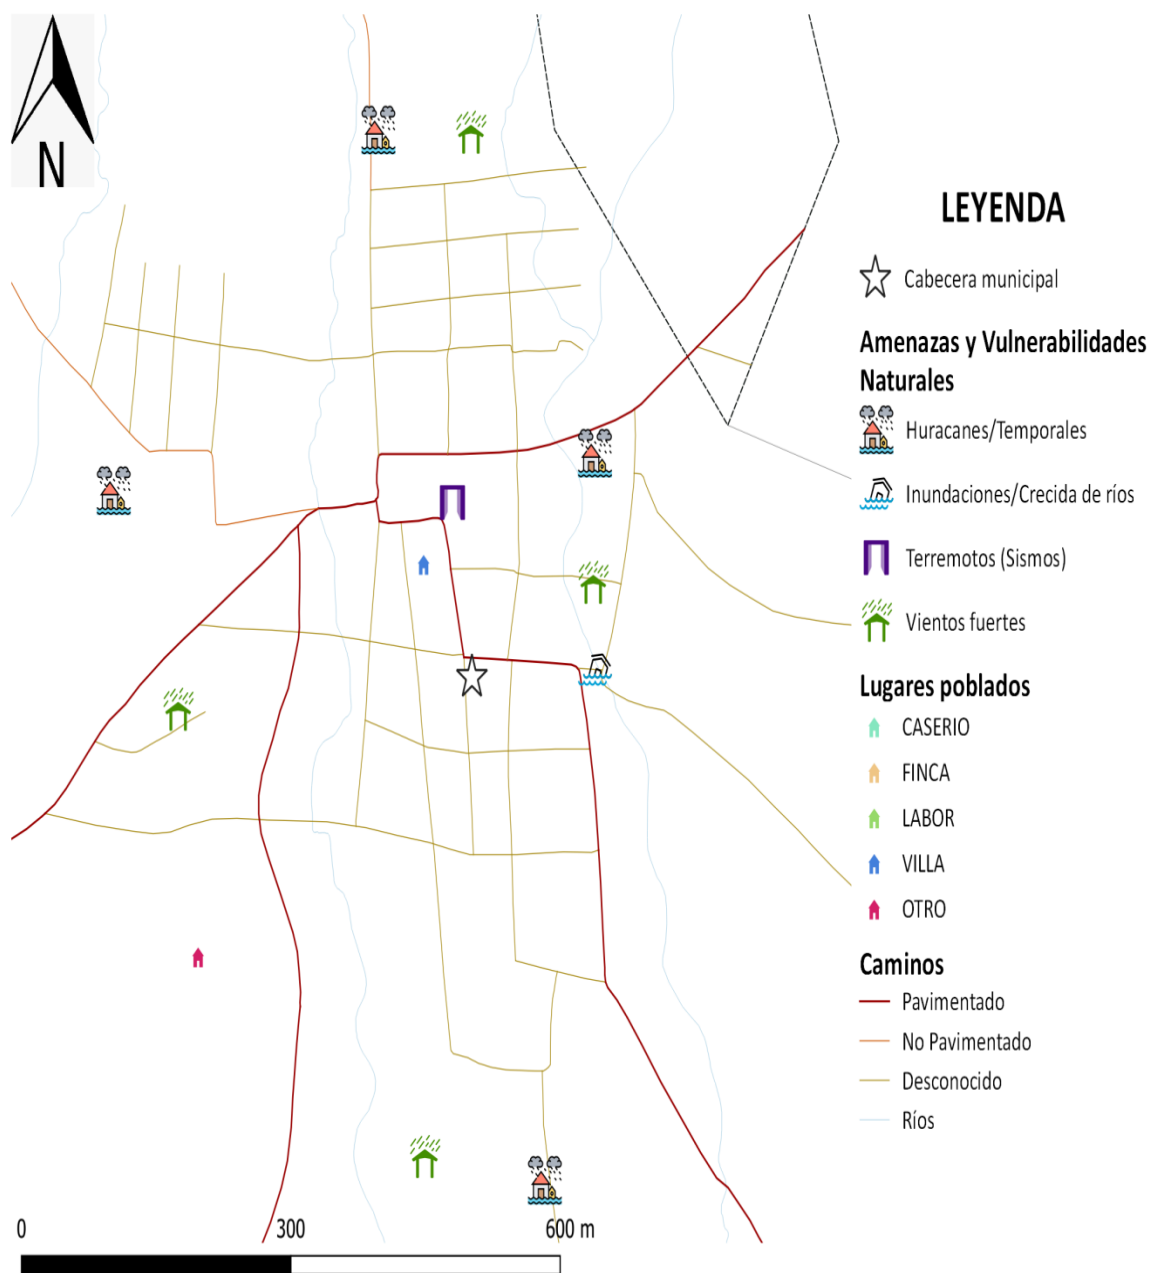 N
LEYENDA
Cabecera municipal
Amenazas y Vulnerabilidades
Naturales
Huracanes/Temporales
Inundaciones/Crecida de ríos
Terremotos (Sismos)
Vientos fuertes
Lugares poblados
CASERIO
FINCA
LABOR
VILLA
OTRO
Caminos
Pavimentado
No Pavimentado
Desconocido
Ríos
0 300 600 m